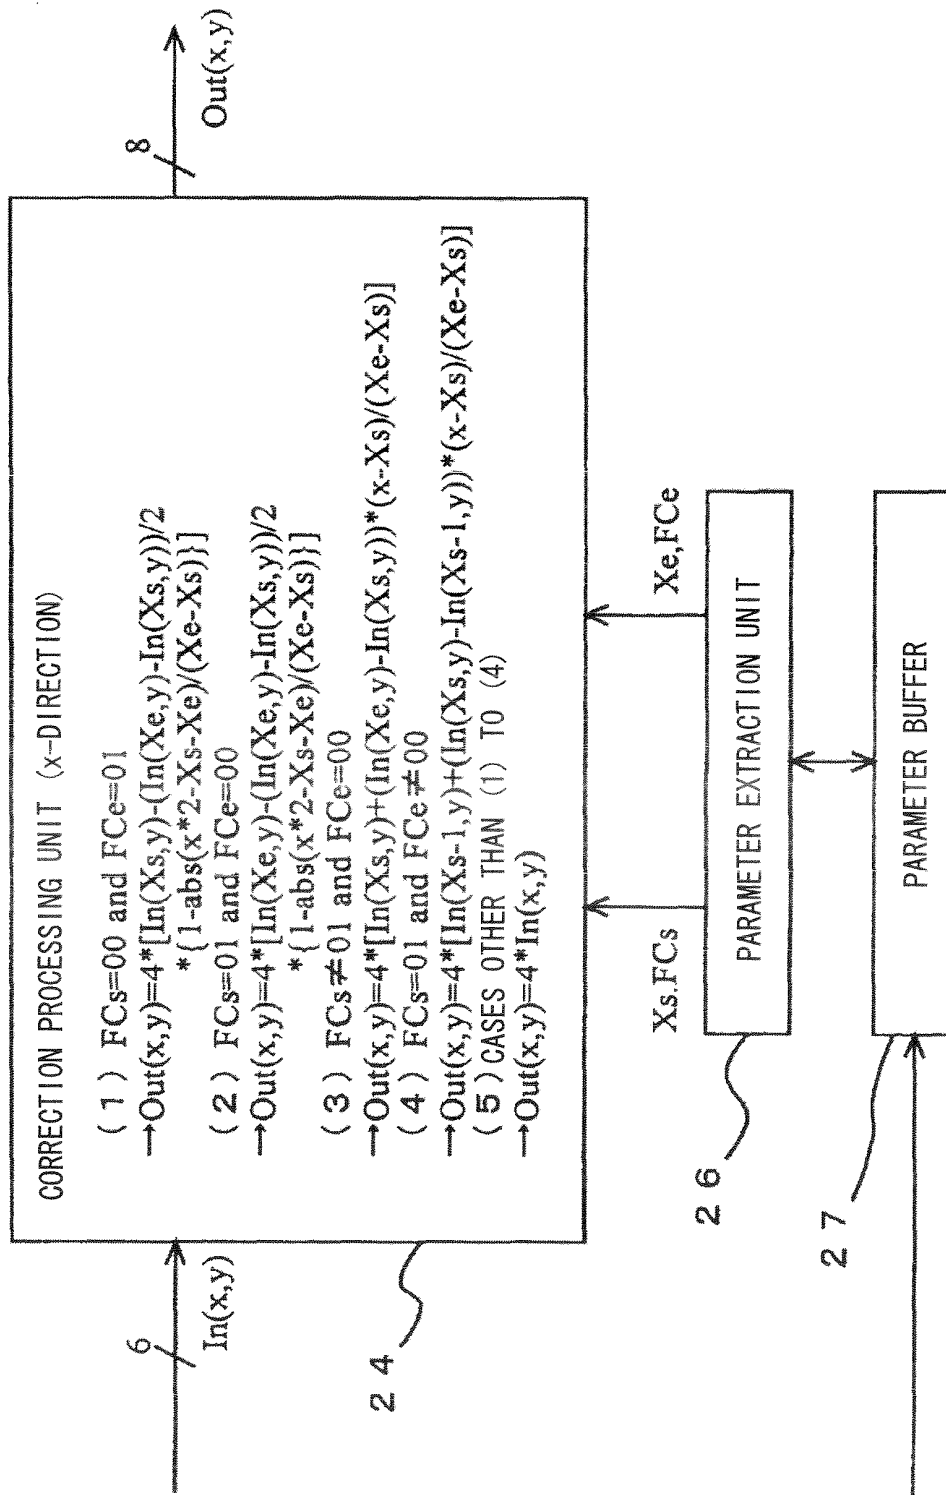 6
In(x,y)
CORRECTION PROCESSING UNIT (x-DIRECTION)
(1) FCs=00 and FCe=01
→Out(x,y)=4*[In(Xs,y)-(In(Xe,y)-In(Xs,y))/2
*{1-abs(x*2-Xs-Xe)/(Xe-Xs)}]
(2) FCs=01 and FCe=00
→Out(x,y)=4*[In(Xe,y)-(In(Xe,y)-In(Xs,y))/2
*{1-abs(x*2-Xs-Xe)/(Xe-Xs)}]
(3) FCs≠01 and FCe=00
→Out(x,y)=4*[In(Xs,y)+(In(Xe,y)-In(Xs,y))*(x-Xs)/(Xe-Xs)]
(4) FCs=01 and FCe≠00
→Out(x,y)=4*[In(Xs-1,y)+(In(Xs,y)-In(Xs-1,y))*(x-Xs)/(Xe-Xs)]
(5) CASES OTHER THAN (1) TO (4)
→Out(x,y)=4*In(x,y)
8
Out(x,y)
24
Xs,FCs
Xe,FCe
PARAMETER EXTRACTION UNIT
26
PARAMETER BUFFER
27